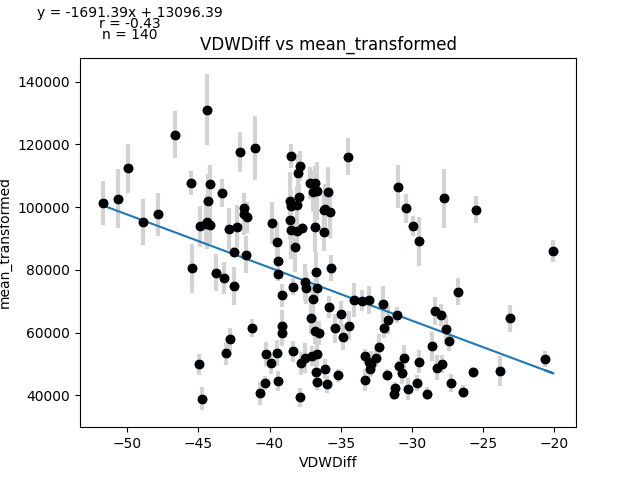 y = -1691.39x + 13096.39
r = -0.43
n = 140
VDWDiff vs mean_transformed
mean_transformed
140000
120000
100000
80000
60000
40000
−50
−45
−40
−35
−30
−25
−20
VDWDiff